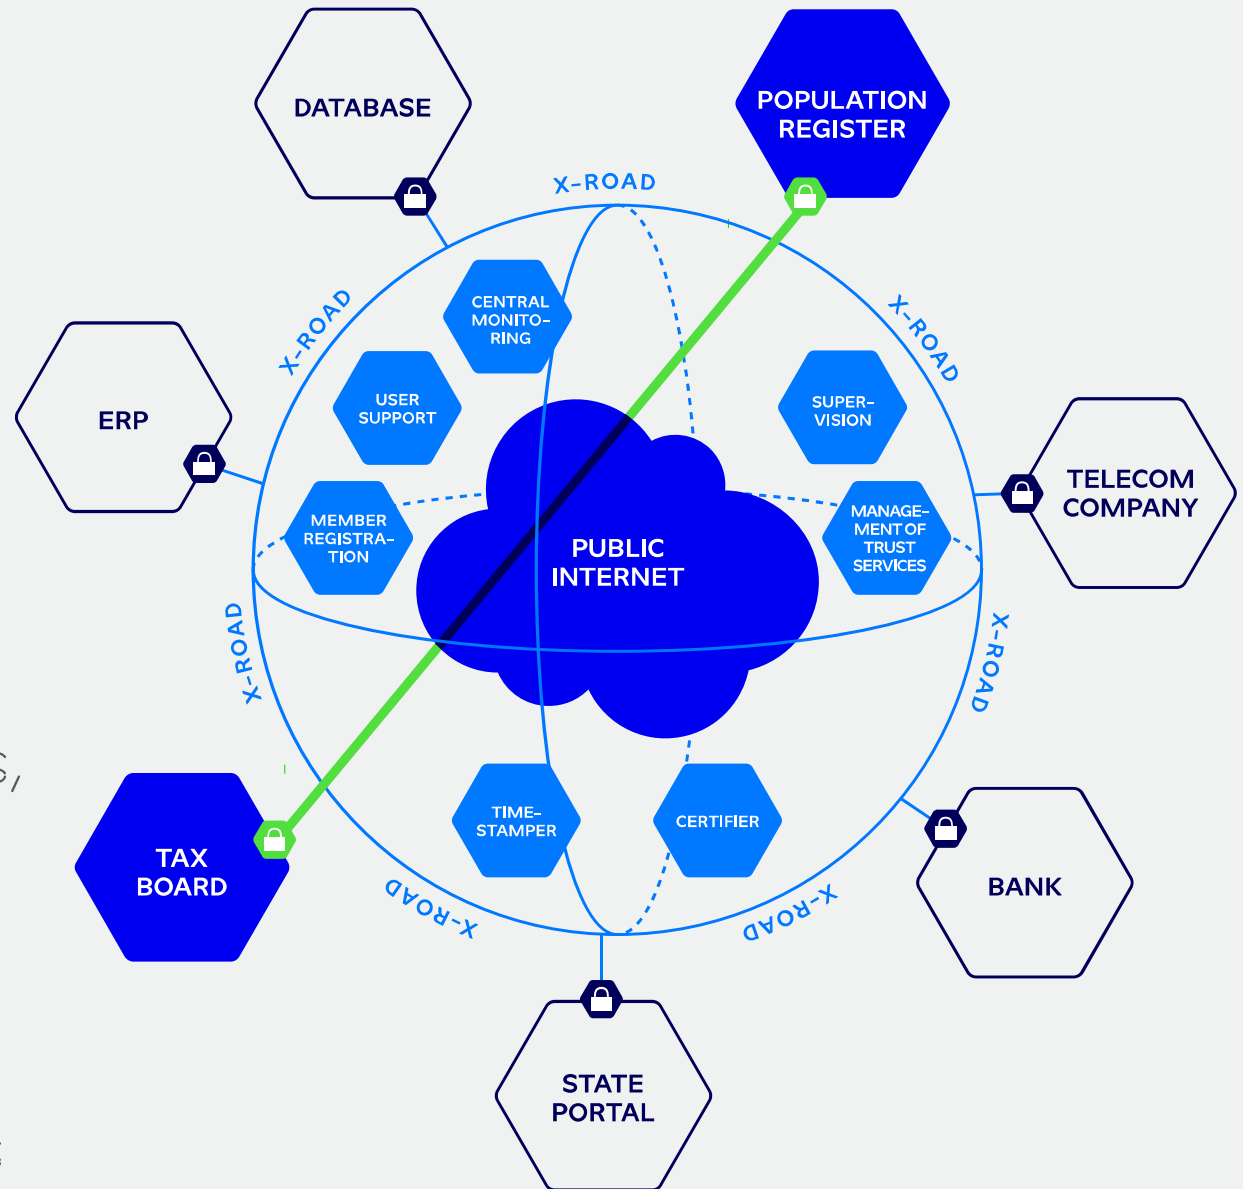 DATABASE
POPULATION
REGISTER
X-ROAD
CENTRAL
MONITO-
RING
X-ROAD
X-ROAD
USER
SUPPORT
SUPER-
VISION
ERP
TELECOM
COMPANY
MEMBER
REGISTRA-
TION
MANAGE-
MENT OF
TRUST
SERVICES
PUBLIC
INTERNET
X-ROAD
X-ROAD
TIME-
STAMPER
CERTIFIER
TAX
BOARD
BANK
X-ROAD
X-ROAD
STATE
PORTAL